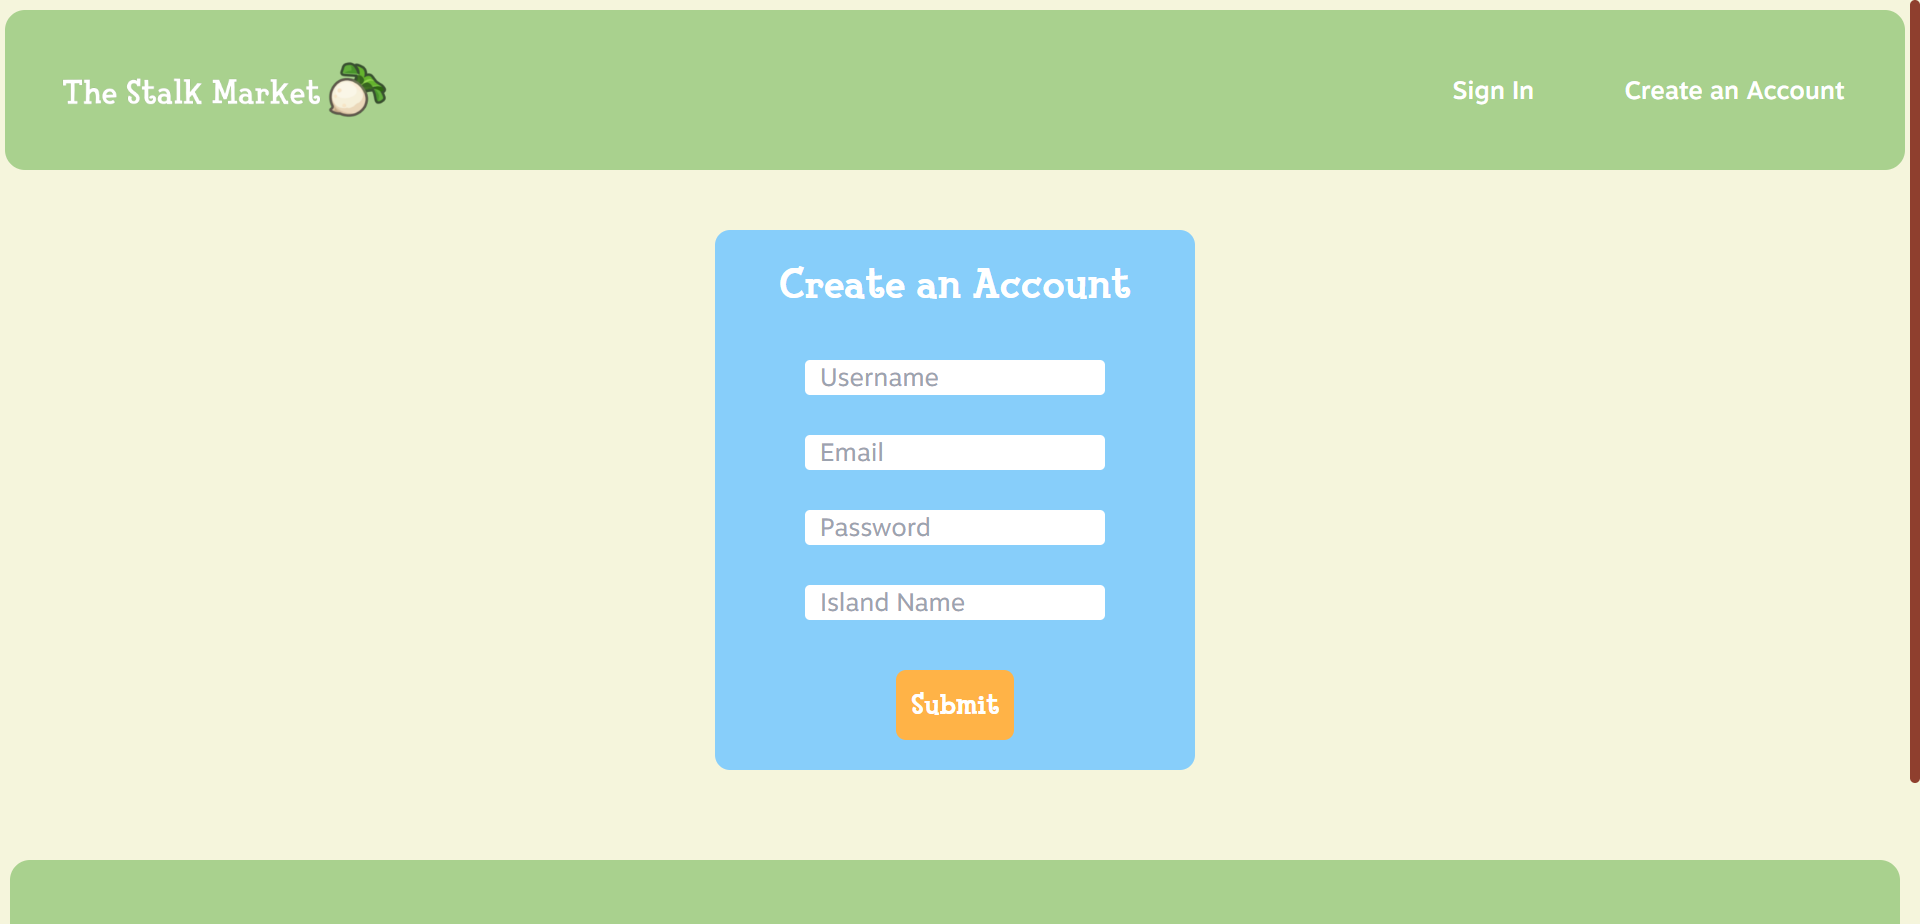 The Stalk Market
Sign In
Create an Account
Create an Account
Username
Email
Password
Island Name
Submit